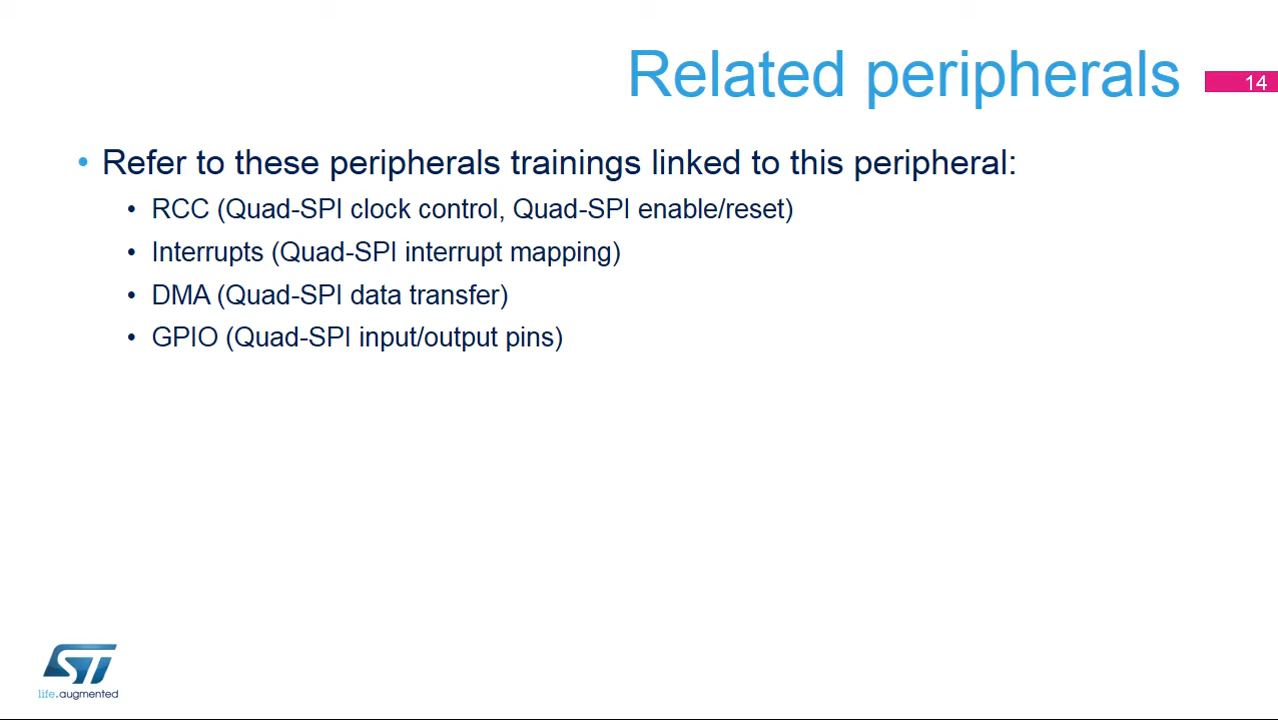 Related peripherals
14
• Refer to these peripherals trainings linked to this peripheral:
• RCC (Quad-SPI clock control, Quad-SPI enable/reset)
• Interrupts (Quad-SPI interrupt mapping)
• DMA (Quad-SPI data transfer)
• GPIO (Quad-SPI input/output pins)
ST
life.augmented